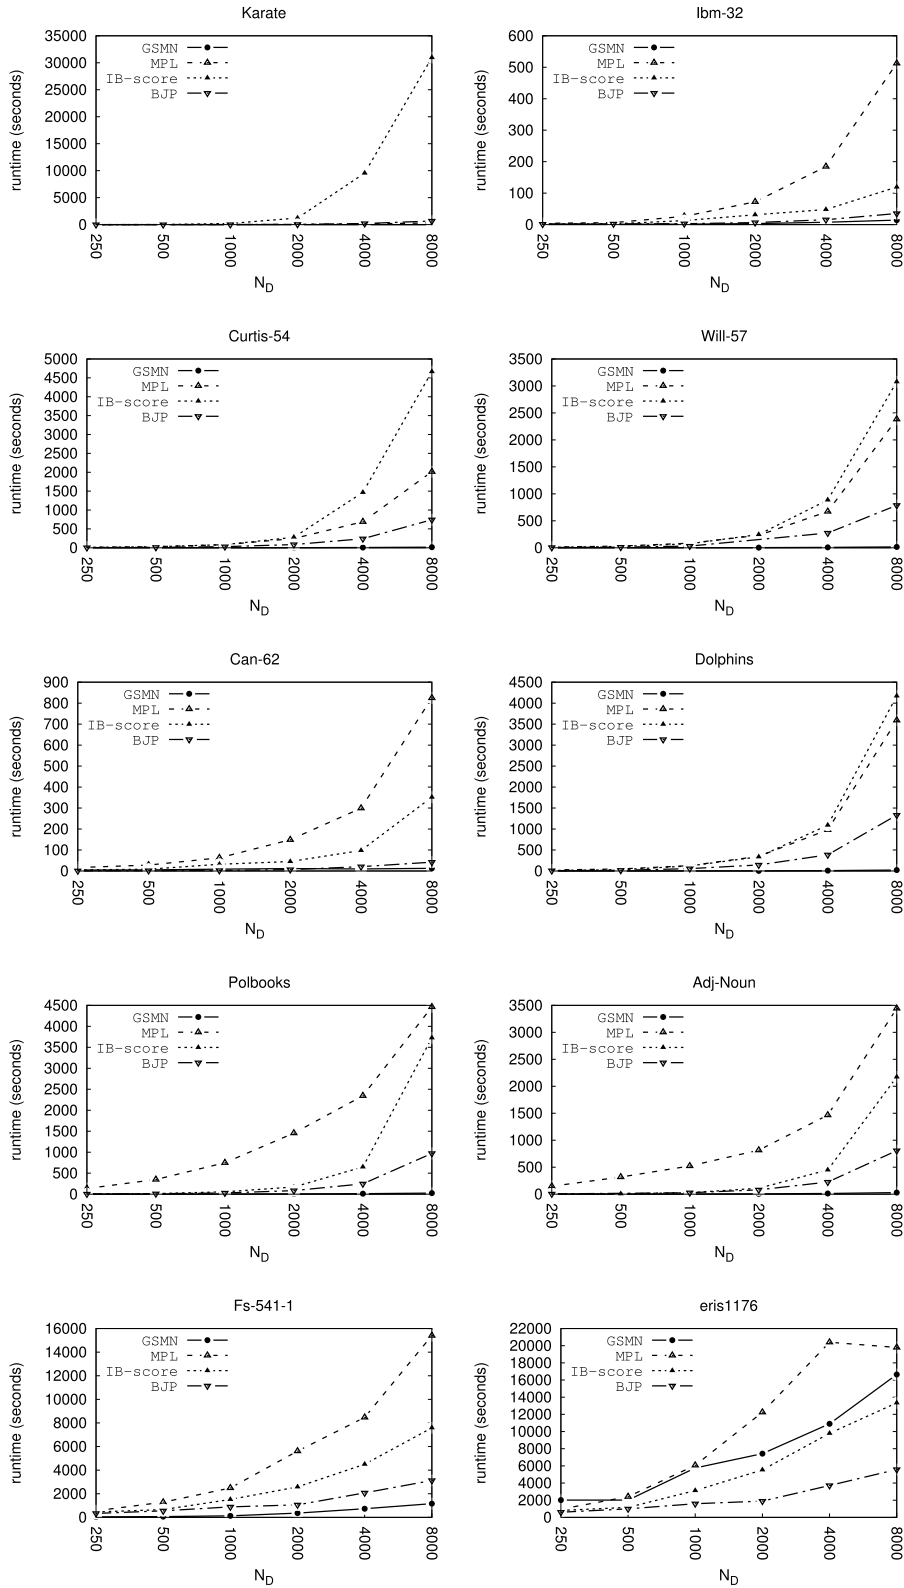 Karate
runtime (seconds)
35000
30000
25000
20000
15000
10000
5000
0
GSMN
MPL
IB-score
BJP
250
500
1000
2000
4000
8000
N_D
Ibm-32
runtime (seconds)
600
500
400
300
200
100
0
GSMN
MPL
IB-score
BJP
250
500
1000
2000
4000
8000
N_D
Curtis-54
runtime (seconds)
5000
4500
4000
3500
3000
2500
2000
1500
1000
500
0
GSMN
MPL
IB-score
BJP
250
500
1000
2000
4000
8000
N_D
Will-57
runtime (seconds)
3500
3000
2500
2000
1500
1000
500
0
GSMN
MPL
IB-score
BJP
250
500
1000
2000
4000
8000
N_D
Can-62
runtime (seconds)
900
800
700
600
500
400
300
200
100
0
GSMN
MPL
IB-score
BJP
250
500
1000
2000
4000
8000
N_D
Dolphins
runtime (seconds)
4500
4000
3500
3000
2500
2000
1500
1000
500
0
GSMN
MPL
IB-score
BJP
250
500
1000
2000
4000
8000
N_D
Polbooks
runtime (seconds)
4500
4000
3500
3000
2500
2000
1500
1000
500
0
GSMN
MPL
IB-score
BJP
250
500
1000
2000
4000
8000
N_D
Adj-Noun
runtime (seconds)
3500
3000
2500
2000
1500
1000
500
0
GSMN
MPL
IB-score
BJP
250
500
1000
2000
4000
8000
N_D
Fs-541-1
runtime (seconds)
16000
14000
12000
10000
8000
6000
4000
2000
0
GSMN
MPL
IB-score
BJP
250
500
1000
2000
4000
8000
N_D
eris1176
runtime (seconds)
22000
20000
18000
16000
14000
12000
10000
8000
6000
4000
2000
0
GSMN
MPL
IB-score
BJP
250
500
1000
2000
4000
8000
N_D